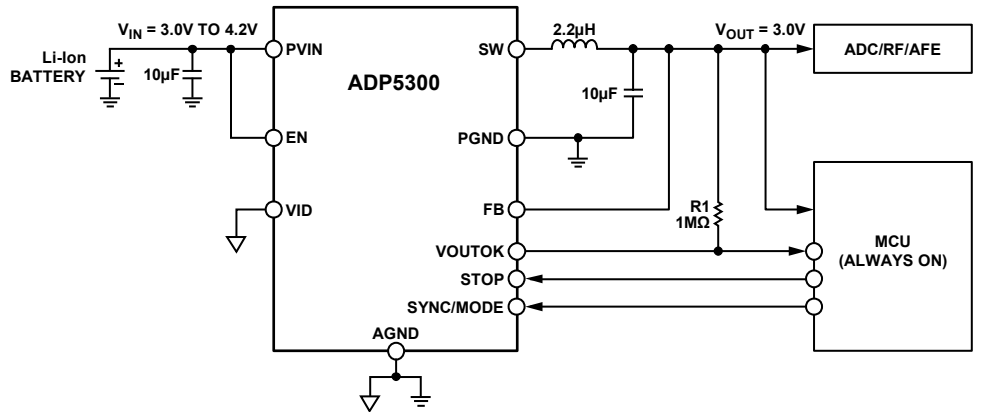 V_IN = 3.0V TO 4.2V
Li-Ion
BATTERY
+
–
10µF
PVIN
EN
VID
ADP5300
AGND
SW
PGND
FB
VOUTOK
STOP
SYNC/MODE
2.2µH
10µF
V_OUT = 3.0V
R1
1MΩ
ADC/RF/AFE
MCU
(ALWAYS ON)